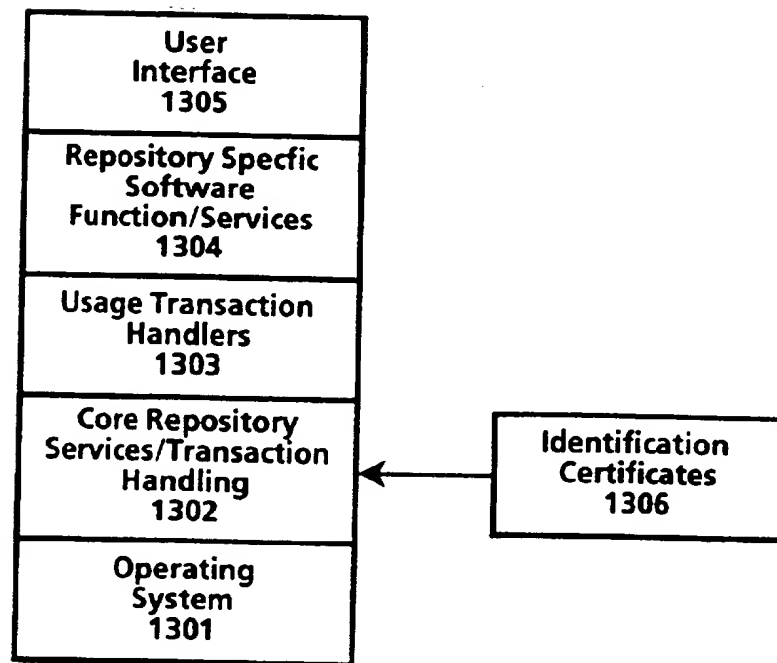 User
Interface
1305
Repository Specfic
Software
Function/Services
1304
Usage Transaction
Handlers
1303
Core Repository
Services/Transaction
Handling
1302
Identification
Certificates
1306
Operating
System
1301